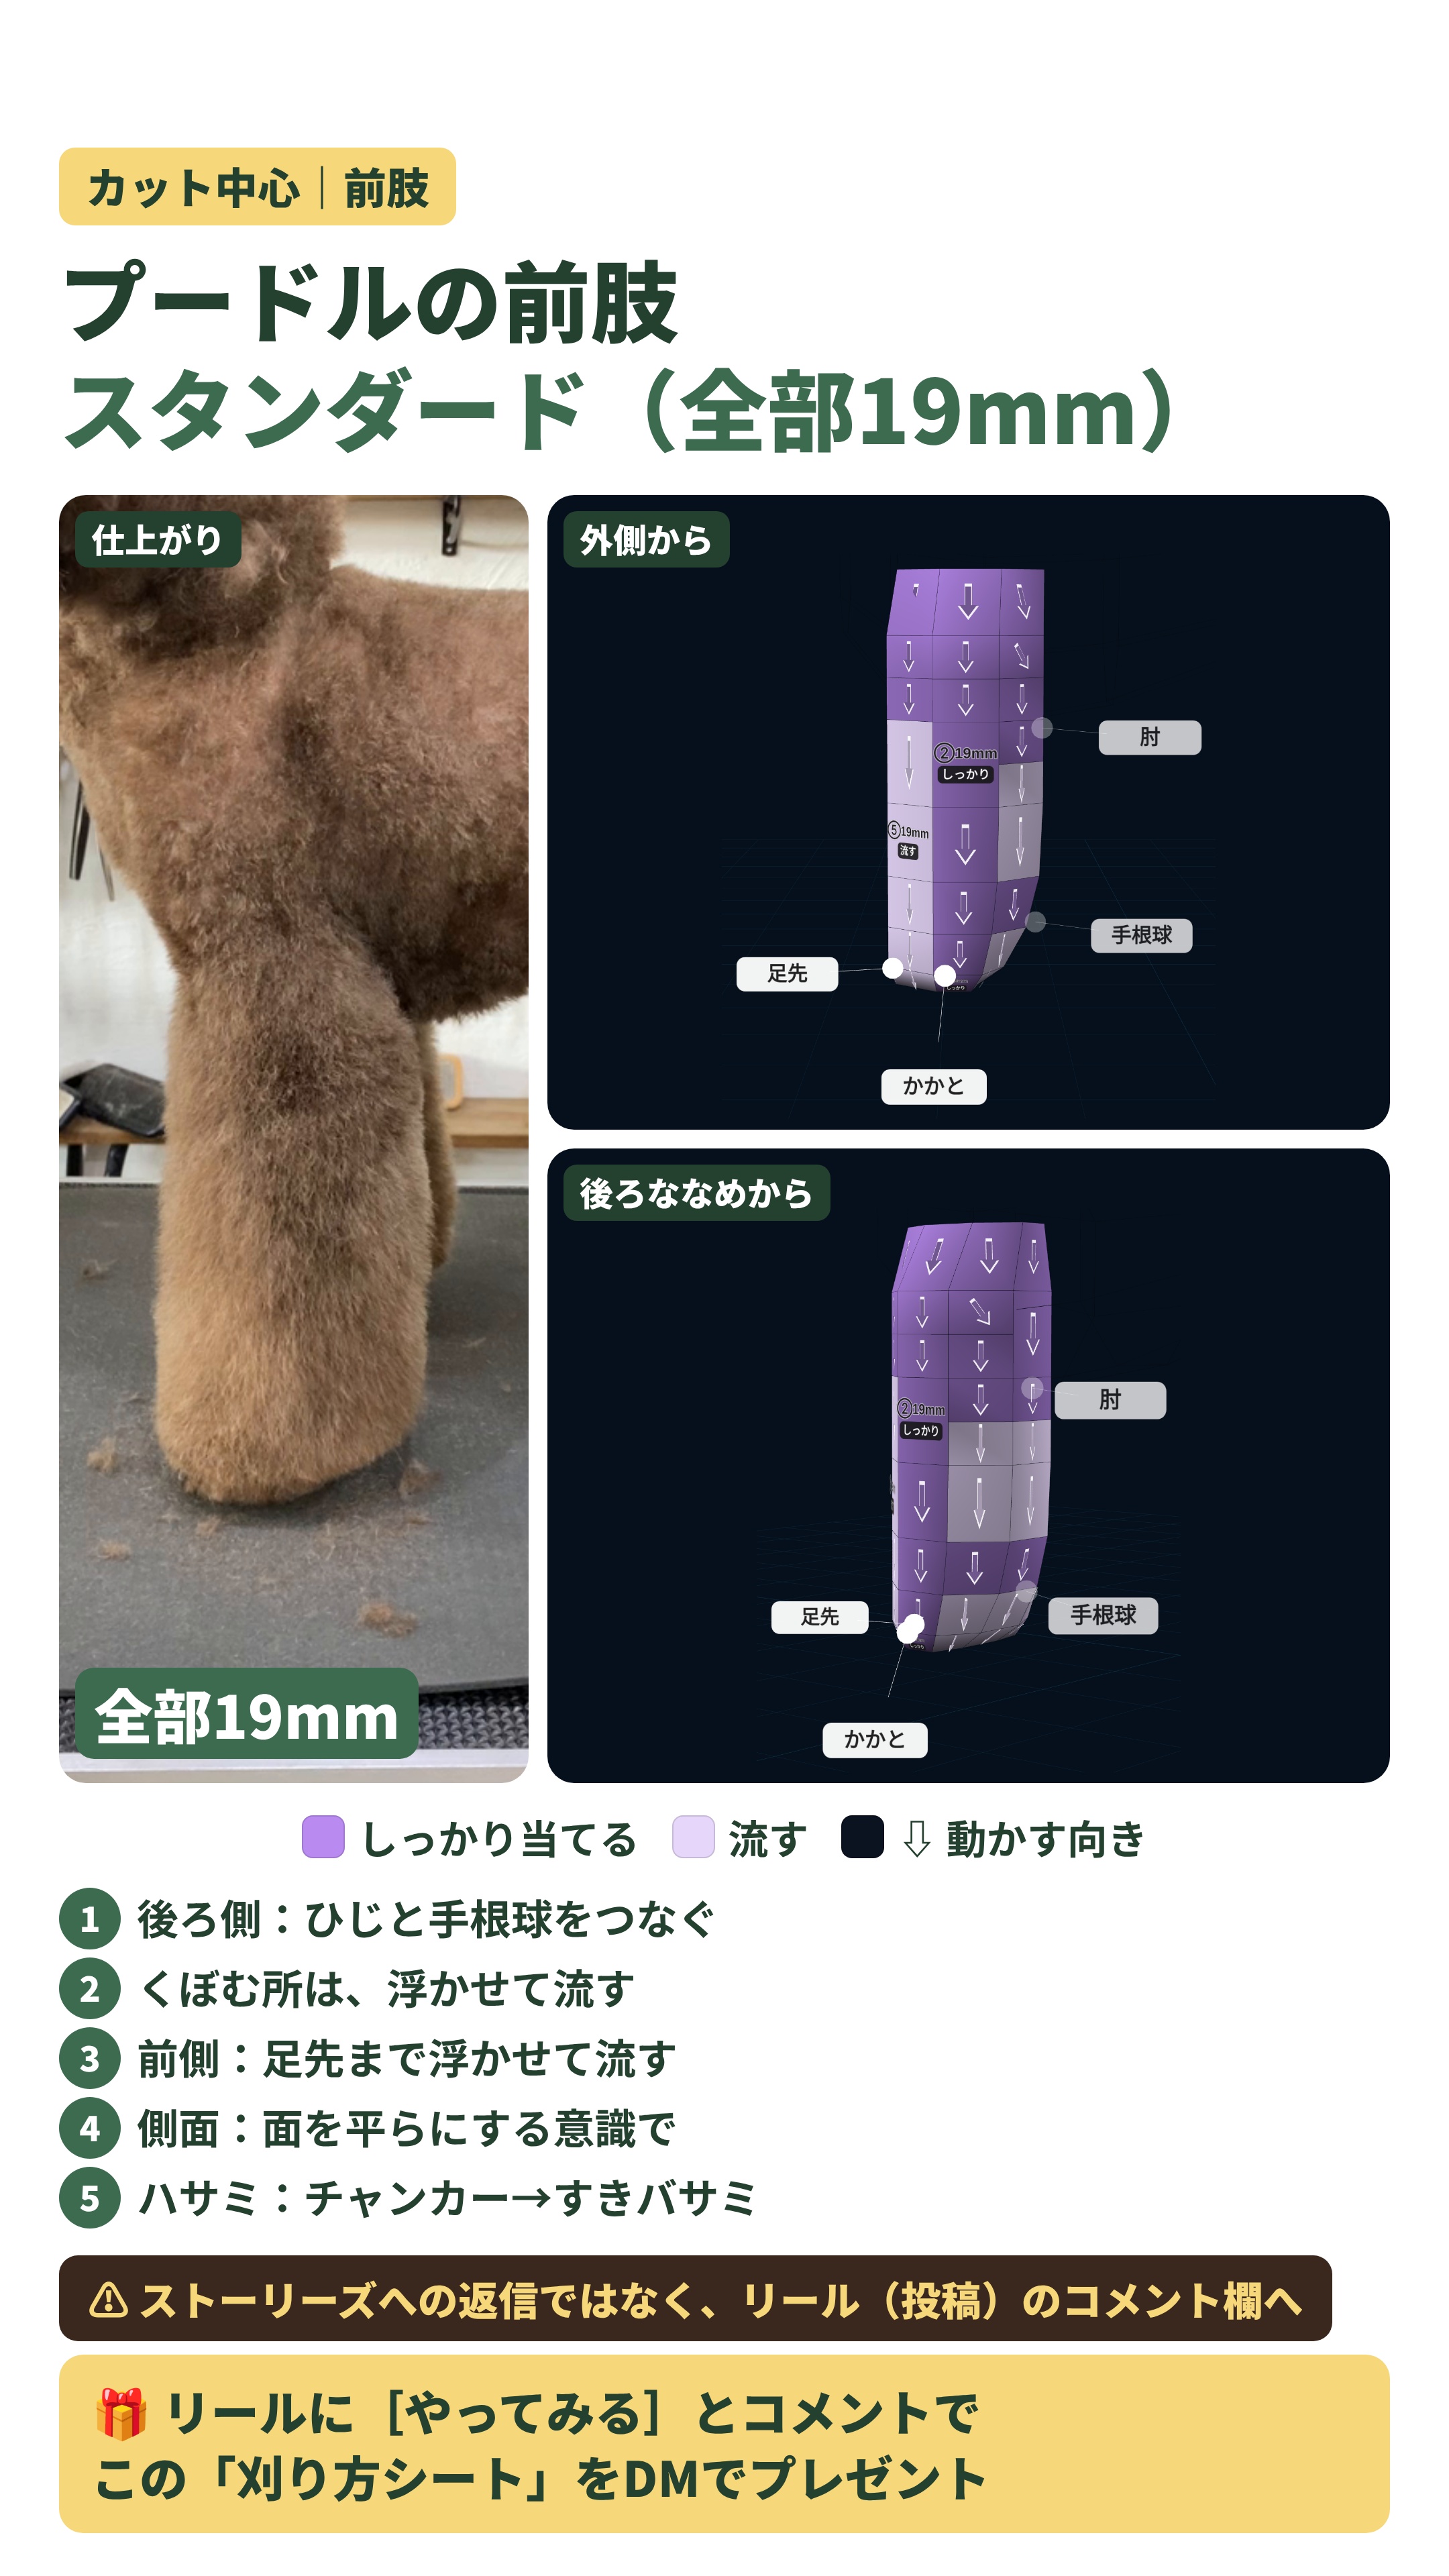 カット中心｜前肢
プードルの前肢
スタンダード（全部19mm）
仕上がり
全部19mm
外側から
②19mm
しっかり
⑤19mm
流す
肘
手根球
足先
かかと
しっかり
後ろななめから
②19mm
しっかり
肘
手根球
足先
かかと
しっかり当てる 流す ⇩ 動かす向き
1 後ろ側：ひじと手根球をつなぐ
2 くぼむ所は、浮かせて流す
3 前側：足先まで浮かせて流す
4 側面：面を平らにする意識で
5 ハサミ：チャンカー→すきバサミ
⚠ ストーリーズへの返信ではなく、リール（投稿）のコメント欄へ
🎁 リールに［やってみる］とコメントで
この「刈り方シート」をDMでプレゼント